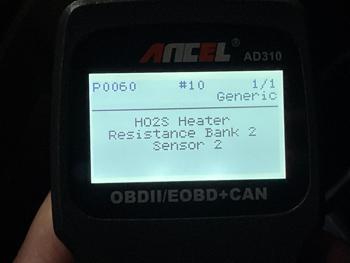 ANCEL®
AD310
P0060 #10 1/1
Generic
HO2S Heater
Resistance Bank 2
Sensor 2
OBDII/EOBD+CAN